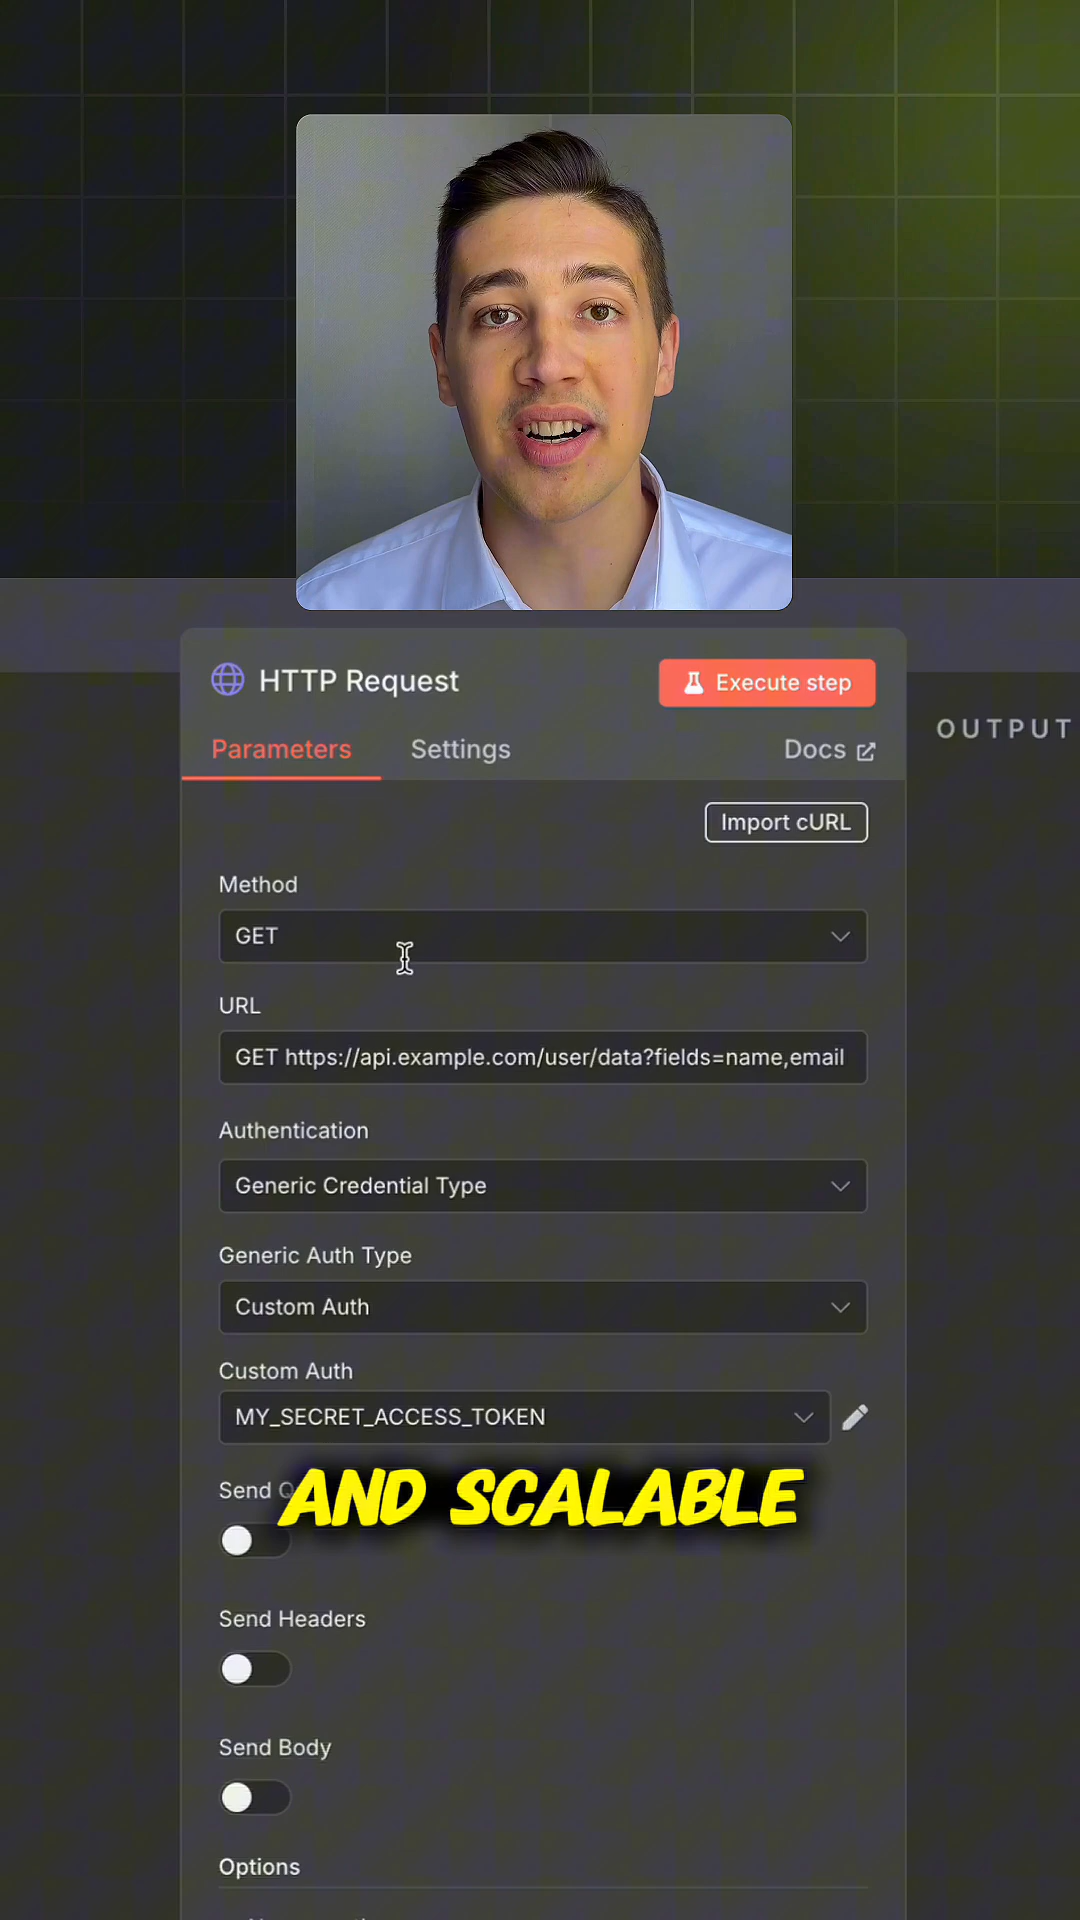 HTTP Request
Execute step
OUTPUT
Parameters
Settings
Docs
Import cURL
Method
GET
URL
GET https://api.example.com/user/data?fields=name,email
Authentication
Generic Credential Type
Generic Auth Type
Custom Auth
Custom Auth
MY_SECRET_ACCESS_TOKEN
Send
AND SCALABLE
Send Headers
Send Body
Options